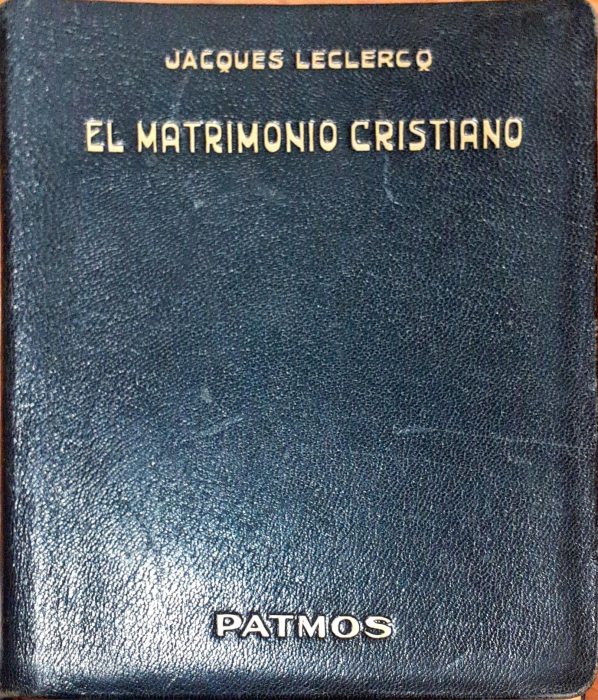 JACQUES LECLERCQ
EL MATRIMONIO CRISTIANO
PATMOS